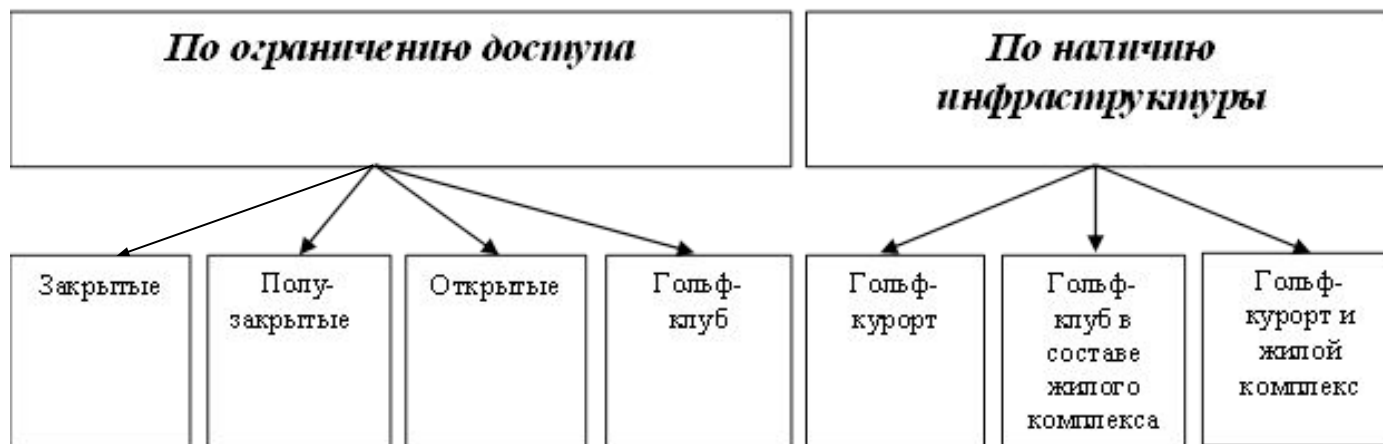 По ограничению доступа
По наличию
инфраструктуры
Закрытые
Полу-
закрытые
Открытые
Гольф-
клуб
Гольф-
курорт
Гольф-
клуб в
составе
жилого
комплекса
Гольф-
курорт и
жилой
комплекс